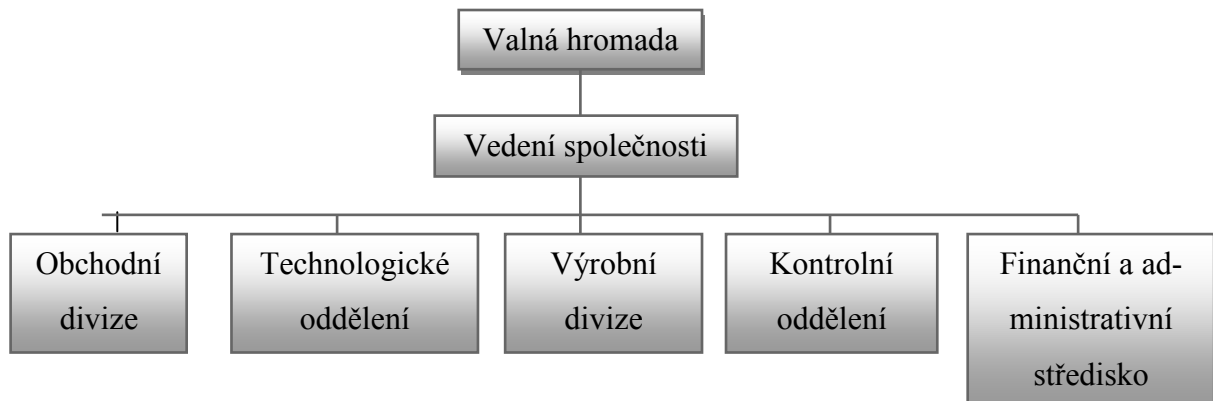 Valná hromada
Vedení společnosti
Obchodní
divize
Technologické
oddělení
Výrobní
divize
Kontrolní
oddělení
Finanční a ad-
ministrativní
středisko